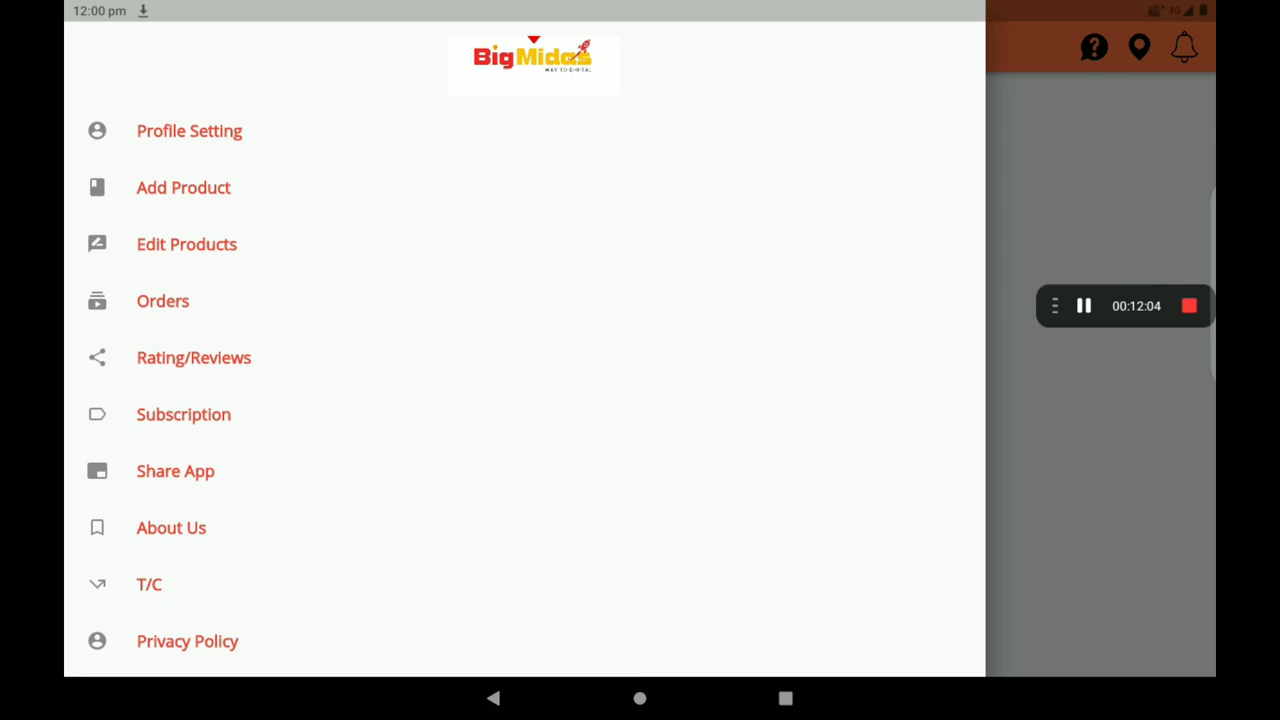 12:00 pm
4G
BigMidas
WAY TO DIGITAL
Profile Setting
Add Product
Edit Products
Orders
00:12:04
Rating/Reviews
Subscription
Share App
About Us
T/C
Privacy Policy